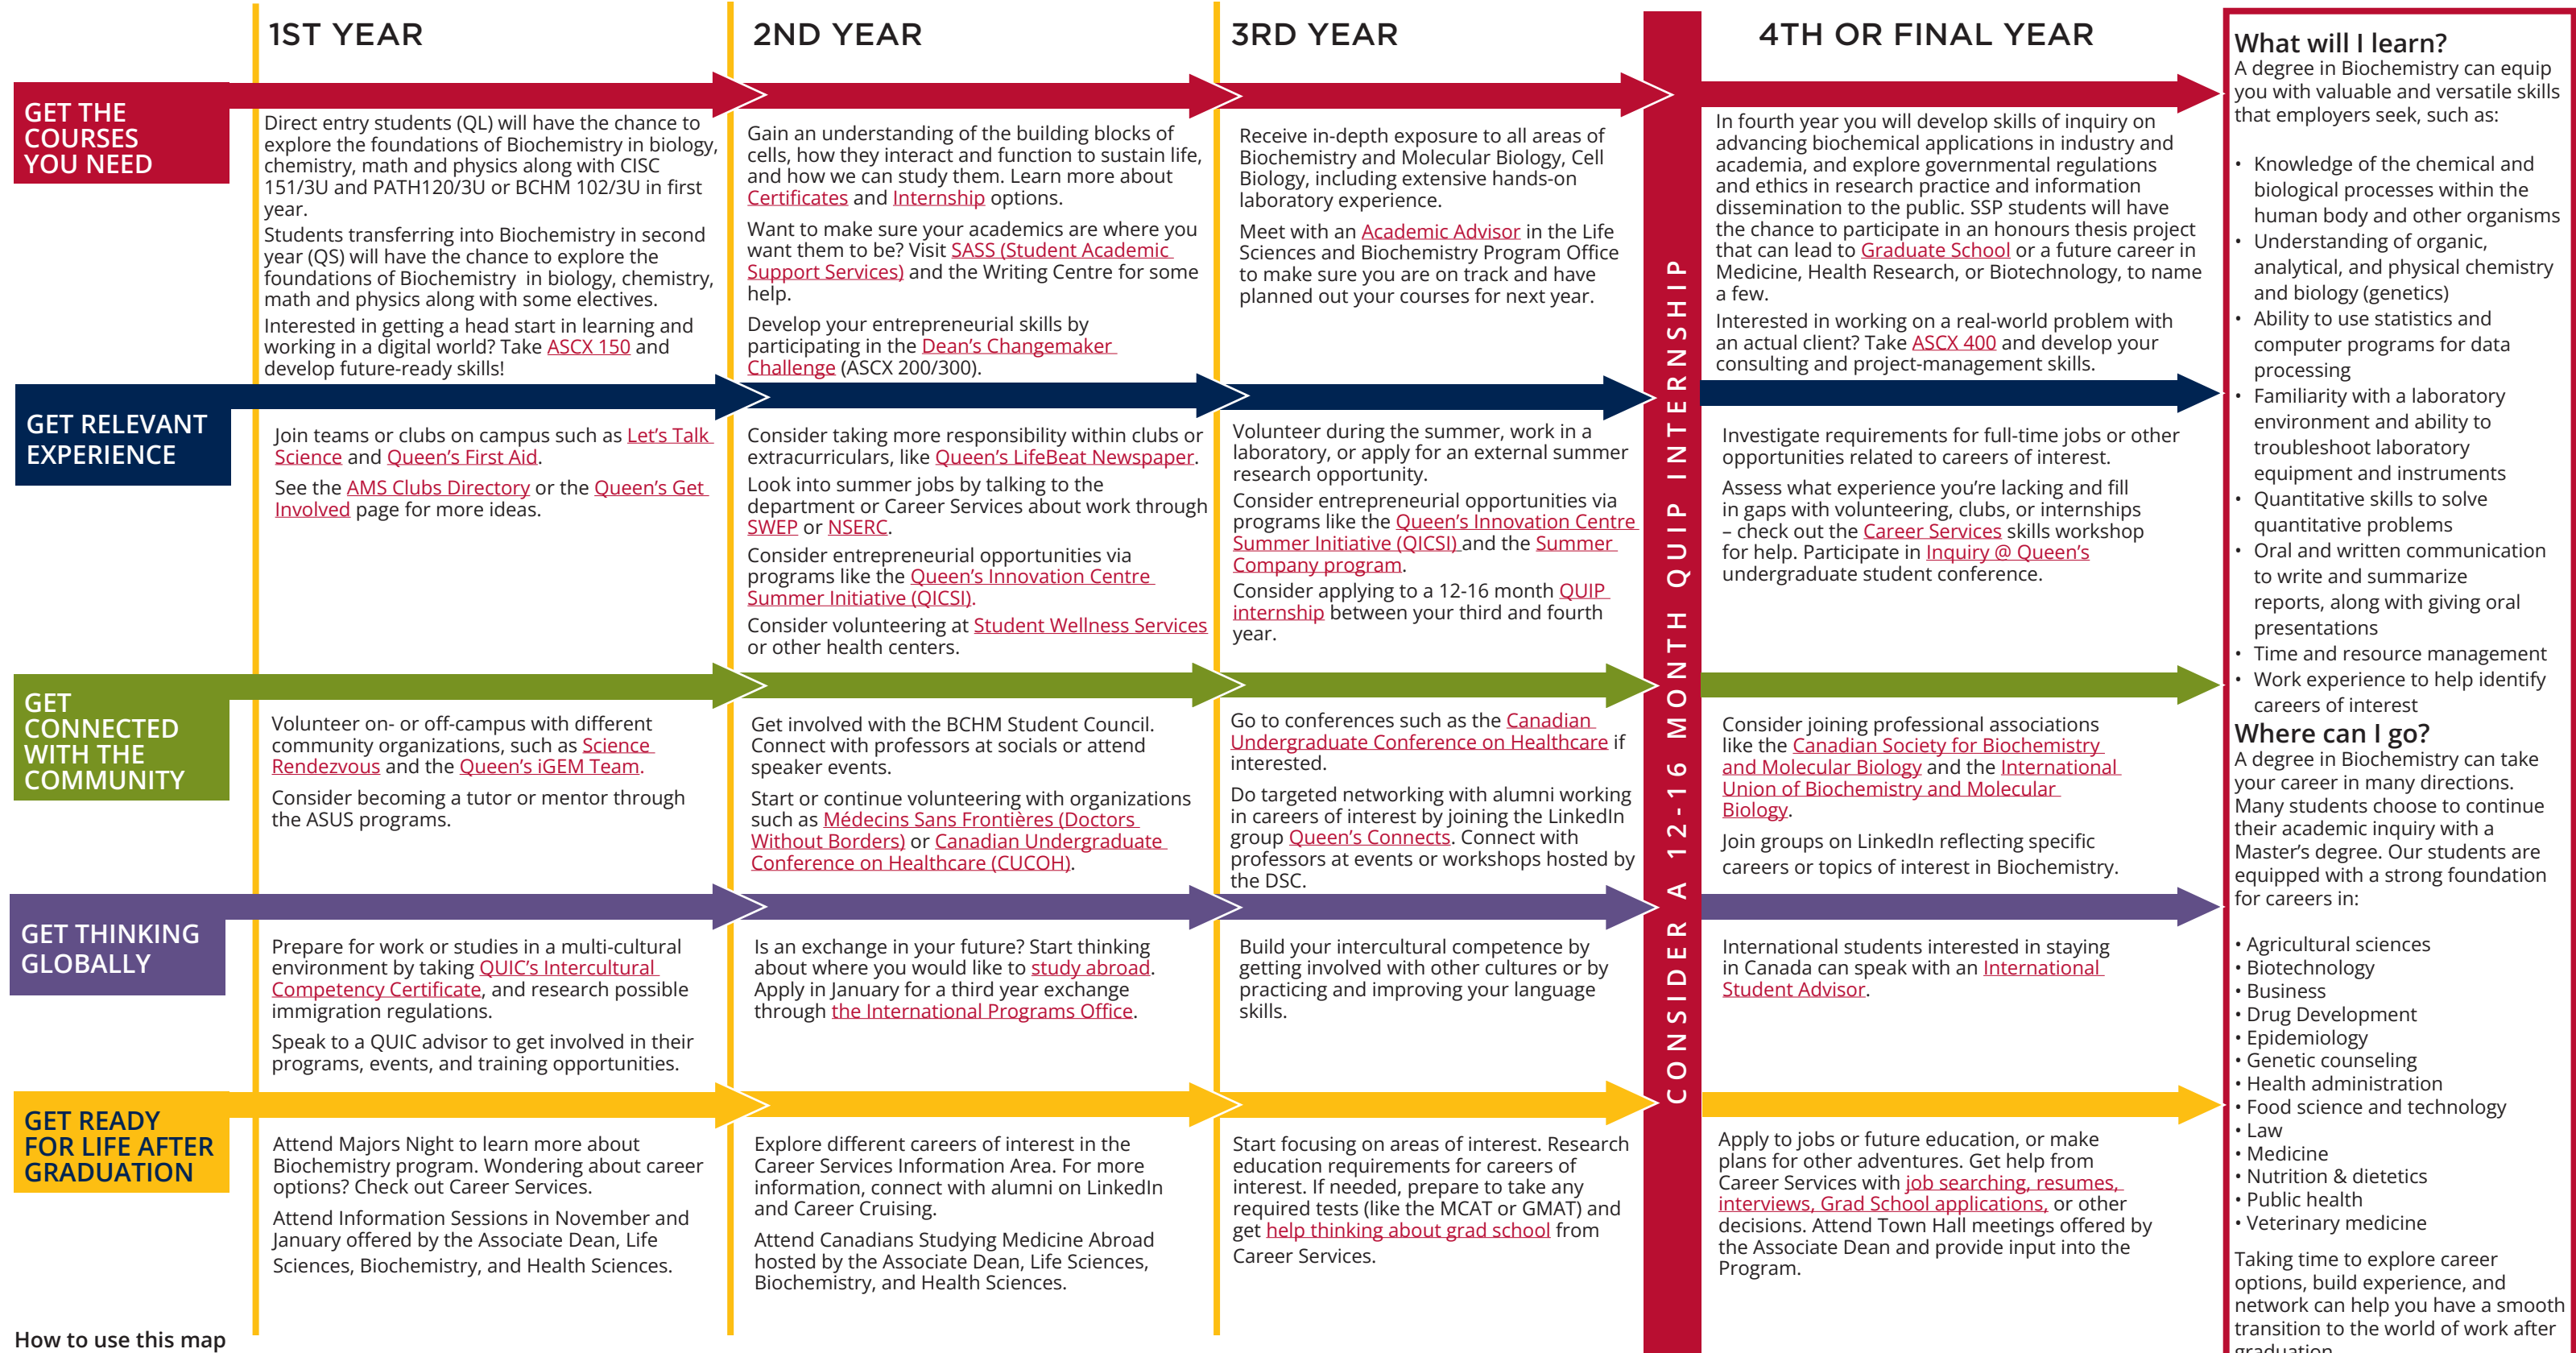 1ST YEAR
2ND YEAR
3RD YEAR
4TH OR FINAL YEAR
GET THE
COURSES
YOU NEED
Direct entry students (QL) will have the chance to
explore the foundations of Biochemistry in biology,
chemistry, math and physics along with CISC
151/3U and PATH120/3U or BCHM 102/3U in first
year.
Students transferring into Biochemistry in second
year (QS) will have the chance to explore the
foundations of Biochemistry in biology, chemistry,
math and physics along with some electives.
Interested in getting a head start in learning and
working in a digital world? Take ASCX 150 and
develop future-ready skills!
Gain an understanding of the building blocks of
cells, how they interact and function to sustain life,
and how we can study them. Learn more about
Certificates and Internship options.
Want to make sure your academics are where you
want them to be? Visit SASS (Student Academic
Support Services) and the Writing Centre for some
help.
Develop your entrepreneurial skills by
participating in the Dean's Changemaker
Challenge (ASCX 200/300).
Receive in-depth exposure to all areas of
Biochemistry and Molecular Biology, Cell
Biology, including extensive hands-on
laboratory experience.
Meet with an Academic Advisor in the Life
Sciences and Biochemistry Program Office
to make sure you are on track and have
planned out your courses for next year.
In fourth year you will develop skills of inquiry on
advancing biochemical applications in industry and
academia, and explore governmental regulations
and ethics in research practice and information
dissemination to the public. SSP students will have
the chance to participate in an honours thesis project
that can lead to Graduate School or a future career in
Medicine, Health Research, or Biotechnology, to name
a few.
Interested in working on a real-world problem with
an actual client? Take ASCX 400 and develop your
consulting and project-management skills.
GET RELEVANT
EXPERIENCE
Join teams or clubs on campus such as Let's Talk
Science and Queen's First Aid.
See the AMS Clubs Directory or the Queen's Get
Involved page for more ideas.
Consider taking more responsibility within clubs or
extracurriculars, like Queen's LifeBeat Newspaper.
Look into summer jobs by talking to the
department or Career Services about work through
SWEP or NSERC.
Consider entrepreneurial opportunities via
programs like the Queen's Innovation Centre
Summer Initiative (QICSI).
Consider volunteering at Student Wellness Services
or other health centers.
Volunteer during the summer, work in a
laboratory, or apply for an external summer
research opportunity.
Consider entrepreneurial opportunities via
programs like the Queen's Innovation Centre
Summer Initiative (QICSI) and the Summer
Company program.
Consider applying to a 12-16 month QUIP
internship between your third and fourth
year.
Investigate requirements for full-time jobs or other
opportunities related to careers of interest.
Assess what experience you're lacking and fill
in gaps with volunteering, clubs, or internships
– check out the Career Services skills workshop
for help. Participate in Inquiry @ Queen's
undergraduate student conference.
GET
CONNECTED
WITH THE
COMMUNITY
Volunteer on- or off-campus with different
community organizations, such as Science
Rendezvous and the Queen's iGEM Team.
Consider becoming a tutor or mentor through
the ASUS programs.
Get involved with the BCHM Student Council.
Connect with professors at socials or attend
speaker events.
Start or continue volunteering with organizations
such as Médecins Sans Frontières (Doctors
Without Borders) or Canadian Undergraduate
Conference on Healthcare (CUCOH).
Go to conferences such as the Canadian
Undergraduate Conference on Healthcare if
interested.
Do targeted networking with alumni working
in careers of interest by joining the LinkedIn
group Queen's Connects. Connect with
professors at events or workshops hosted by
the DSC.
Consider joining professional associations
like the Canadian Society for Biochemistry
and Molecular Biology and the International
Union of Biochemistry and Molecular
Biology.
Join groups on LinkedIn reflecting specific
careers or topics of interest in Biochemistry.
GET THINKING
GLOBALLY
Prepare for work or studies in a multi-cultural
environment by taking QUIC's Intercultural
Competency Certificate, and research possible
immigration regulations.
Speak to a QUIC advisor to get involved in their
programs, events, and training opportunities.
Is an exchange in your future? Start thinking
about where you would like to study abroad.
Apply in January for a third year exchange
through the International Programs Office.
Build your intercultural competence by
getting involved with other cultures or by
practicing and improving your language
skills.
International students interested in staying
in Canada can speak with an International
Student Advisor.
GET READY
FOR LIFE AFTER
GRADUATION
Attend Majors Night to learn more about
Biochemistry program. Wondering about career
options? Check out Career Services.
Attend Information Sessions in November and
January offered by the Associate Dean, Life
Sciences, Biochemistry, and Health Sciences.
Explore different careers of interest in the
Career Services Information Area. For more
information, connect with alumni on LinkedIn
and Career Cruising.
Attend Canadians Studying Medicine Abroad
hosted by the Associate Dean, Life Sciences,
Biochemistry, and Health Sciences.
Start focusing on areas of interest. Research
education requirements for careers of
interest. If needed, prepare to take any
required tests (like the MCAT or GMAT) and
get help thinking about grad school from
Career Services.
Apply to jobs or future education, or make
plans for other adventures. Get help from
Career Services with job searching, resumes,
interviews, Grad School applications, or other
decisions. Attend Town Hall meetings offered by
the Associate Dean and provide input into the
Program.
CONSIDER A 12-16 MONTH QUIP INTERNSHIP
What will I learn?
A degree in Biochemistry can equip
you with valuable and versatile skills
that employers seek, such as:
• Knowledge of the chemical and
biological processes within the
human body and other organisms
• Understanding of organic,
analytical, and physical chemistry
and biology (genetics)
• Ability to use statistics and
computer programs for data
processing
• Familiarity with a laboratory
environment and ability to
troubleshoot laboratory
equipment and instruments
• Quantitative skills to solve
quantitative problems
• Oral and written communication
to write and summarize
reports, along with giving oral
presentations
• Time and resource management
• Work experience to help identify
careers of interest
Where can I go?
A degree in Biochemistry can take
your career in many directions.
Many students choose to continue
their academic inquiry with a
Master's degree. Our students are
equipped with a strong foundation
for careers in:
• Agricultural sciences
• Biotechnology
• Business
• Drug Development
• Epidemiology
• Genetic counseling
• Health administration
• Food science and technology
• Law
• Medicine
• Nutrition & dietetics
• Public health
• Veterinary medicine
Taking time to explore career
options, build experience, and
network can help you have a smooth
transition to the world of work after
graduation
How to use this map